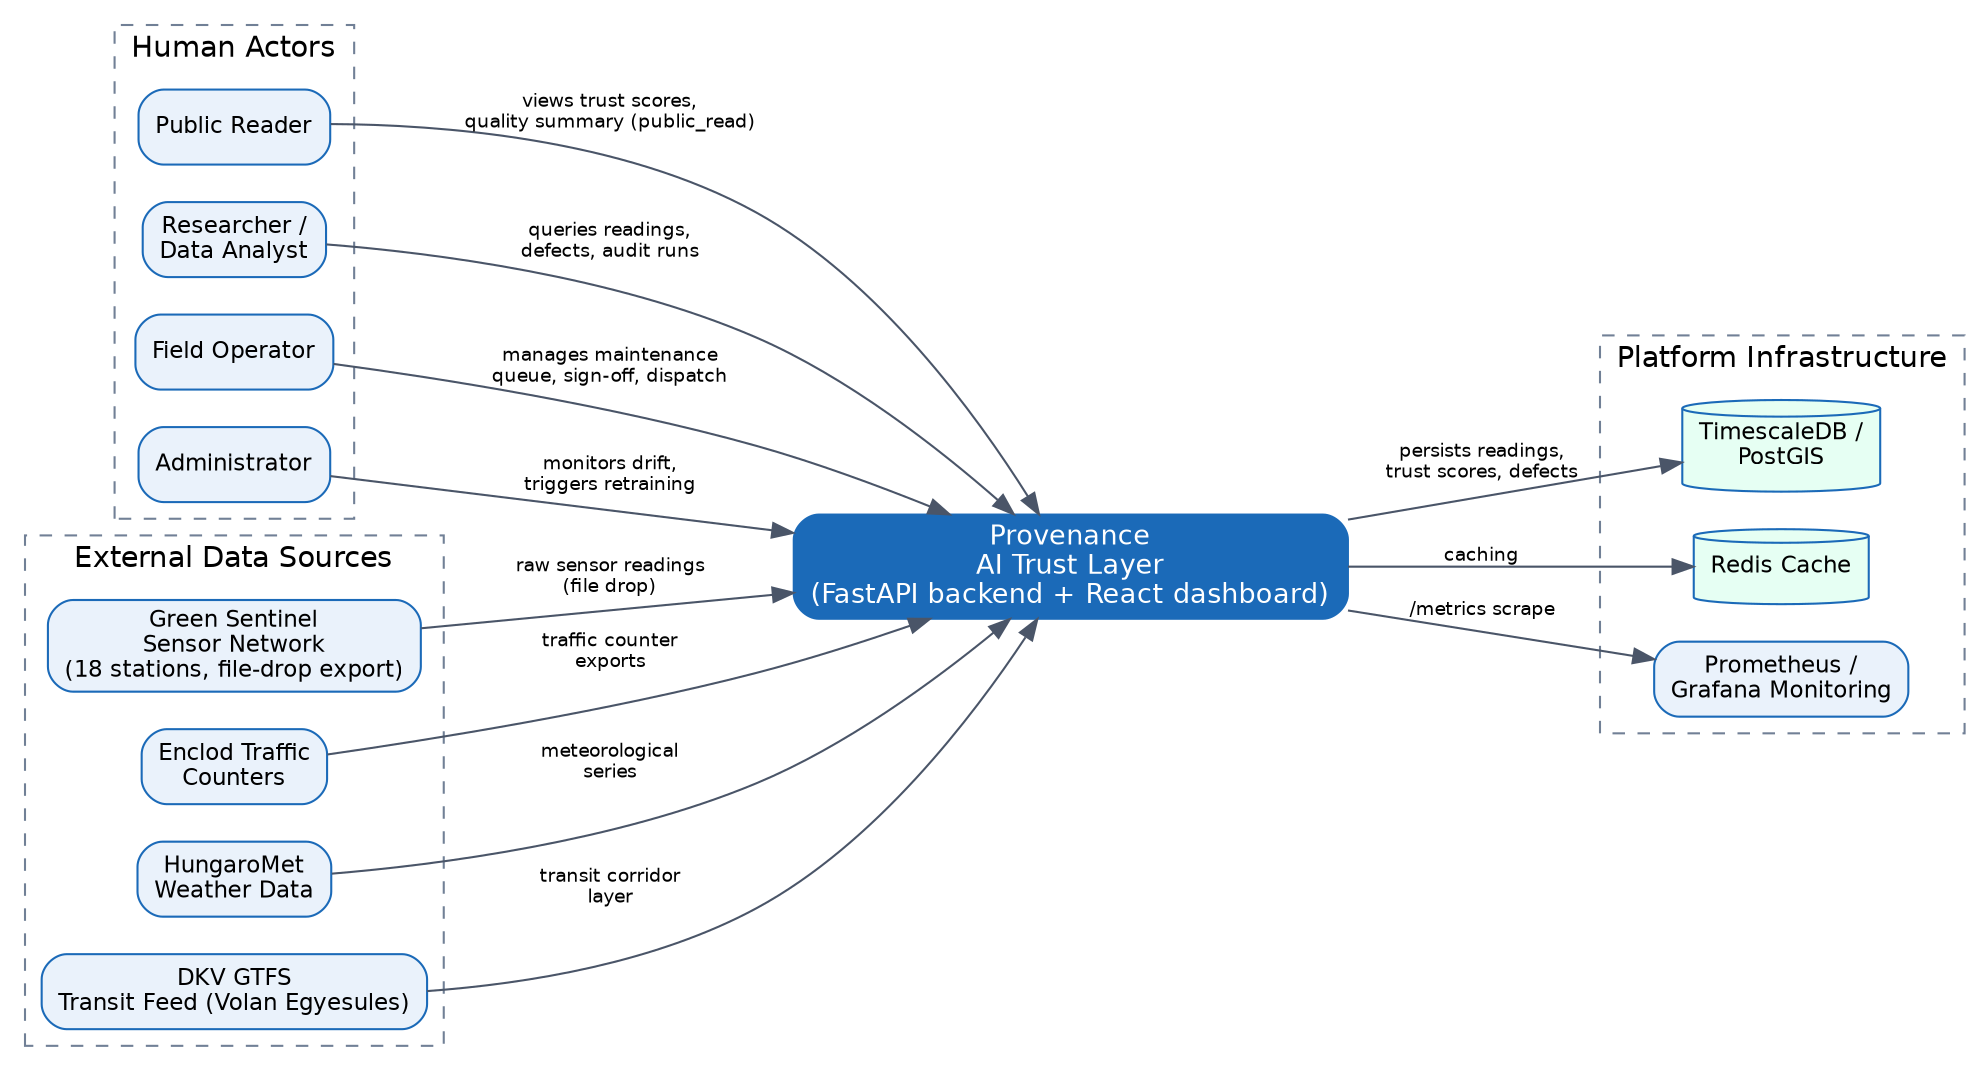 Human Actors
Public Reader
Researcher /
Data Analyst
Field Operator
Administrator
External Data Sources
Green Sentinel
Sensor Network
(18 stations, file-drop export)
Enclod Traffic
Counters
HungaroMet
Weather Data
DKV GTFS
Transit Feed (Volan Egyesules)
views trust scores,
quality summary (public_read)
queries readings,
defects, audit runs
manages maintenance
queue, sign-off, dispatch
monitors drift,
triggers retraining
raw sensor readings
(file drop)
traffic counter
exports
meteorological
series
transit corridor
layer
Provenance
AI Trust Layer
(FastAPI backend + React dashboard)
persists readings,
trust scores, defects
caching
/metrics scrape
Platform Infrastructure
TimescaleDB /
PostGIS
Redis Cache
Prometheus /
Grafana Monitoring